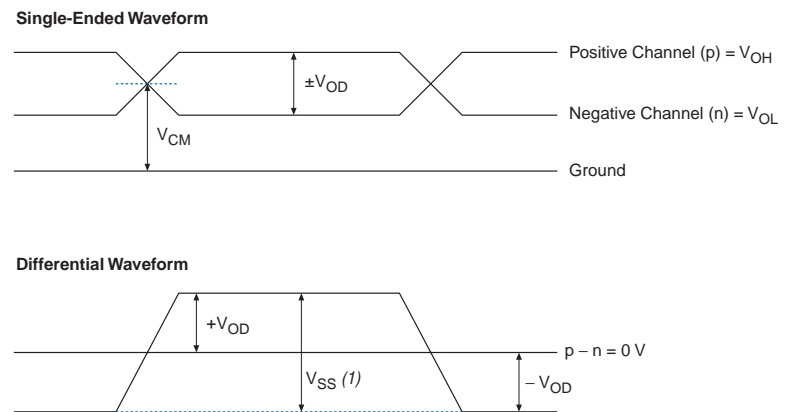 Single-Ended Waveform
Positive Channel (p) = VOH
±VOD
Negative Channel (n) = VOL
VCM
Ground
Differential Waveform
+VOD
p − n = 0 V
VSS (1)
− VOD